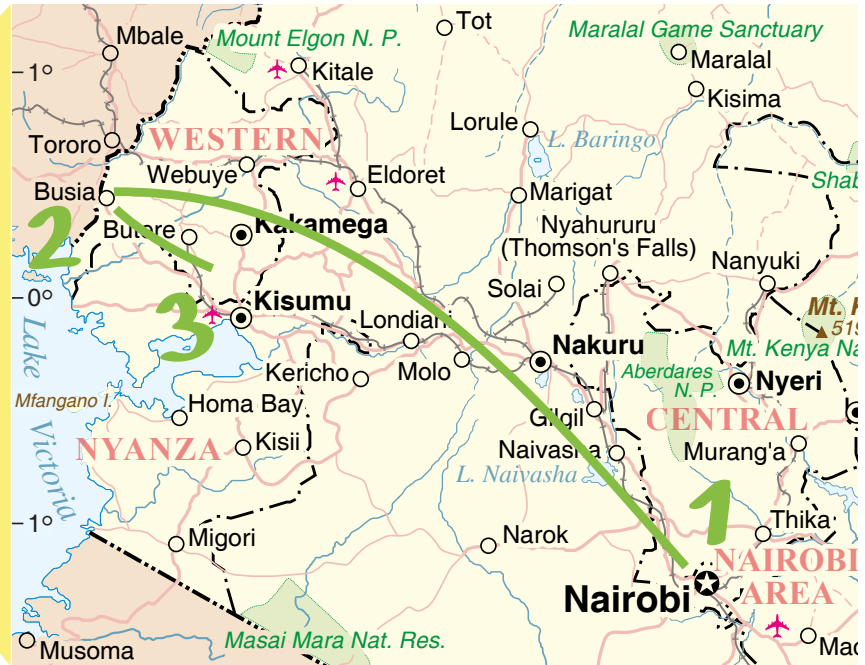 Tot
Mbale
Mount Elgon N. P.
Maralal Game Sanctuary
1°
Kitale
Maralal
Kisima
Lorule
Tororo
WESTERN
L. Baringo
Webuye
Eldoret
Busia
Marigat
2
Butere
Kakamega
Nyahururu
(Thomson's Falls)
Nanyuki
Solai
0°
Kisumu
3
Londiani
Lake Victoria
Nakuru
Mt. Kenya
Molo
Kericho
Aberdares
N. P.
Nyeri
Mfangano I.
Homa Bay
Gilgil
CENTRAL
NYANZA
Kisii
Naivasha
Murang'a
L. Naivasha
1
1°
Migori
Narok
Thika
NAIROBI
AREA
Nairobi
Musoma
Masai Mara Nat. Res.